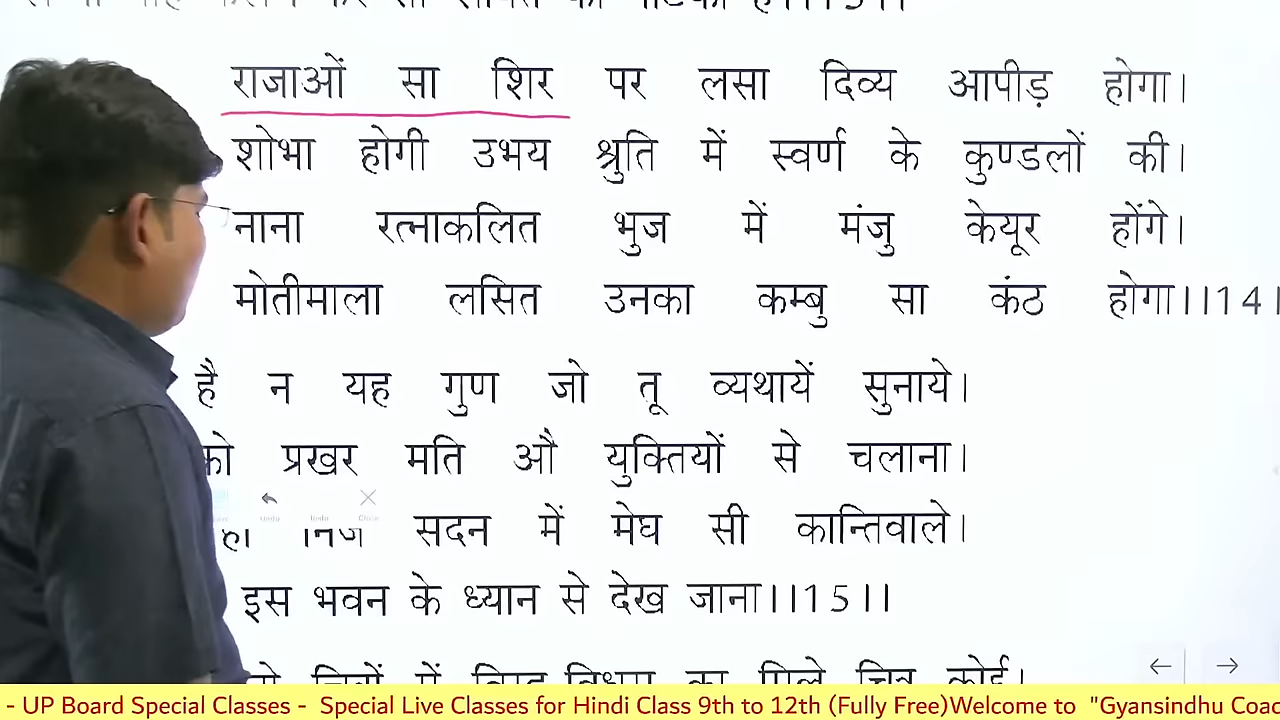 राजाओं सा शिर पर लसा दिव्य आपीड़ होगा।
शोभा होगी उभय श्रुति में स्वर्ण के कुण्डलों की।
नाना रत्नाकलित भुज में मंजु केयूर होंगे।
मोतीमाला लसित उनका कम्बु सा कंठ होगा।।14।
है न यह गुण जो तू व्यथायें सुनाये।
को प्रखर मति औ युक्तियों से चलाना।
सदन में मेघ सी कान्तिवाले।
इस भवन के ध्यान से देख जाना।।15।।
- UP Board Special Classes - Special Live Classes for Hindi Class 9th to 12th (Fully Free)Welcome to "Gyansindhu Coac